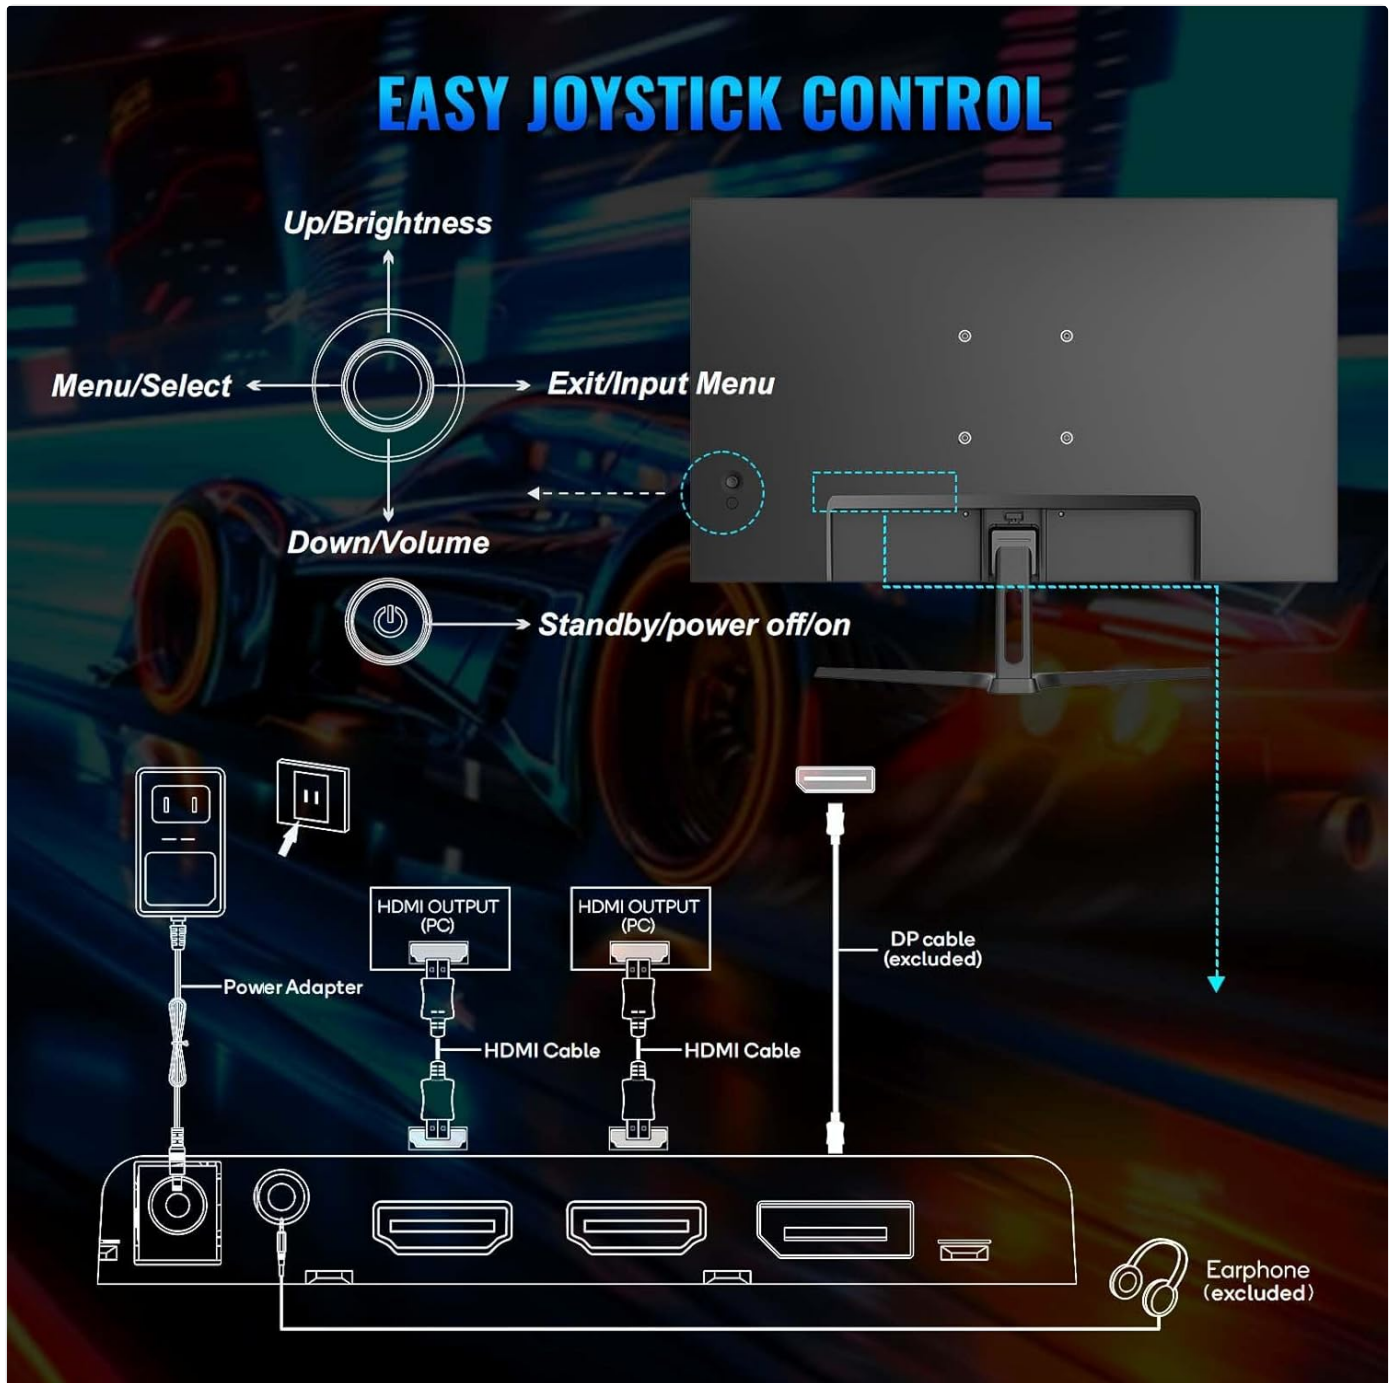 EASY JOYSTICK CONTROL
Up/Brightness
Menu/Select
Exit/Input Menu
Down/Volume
Standby/power off/on
HDMI OUTPUT
(PC)
HDMI OUTPUT
(PC)
DP cable
(excluded)
Power Adapter
HDMI Cable
HDMI Cable
Earphone
(excluded)